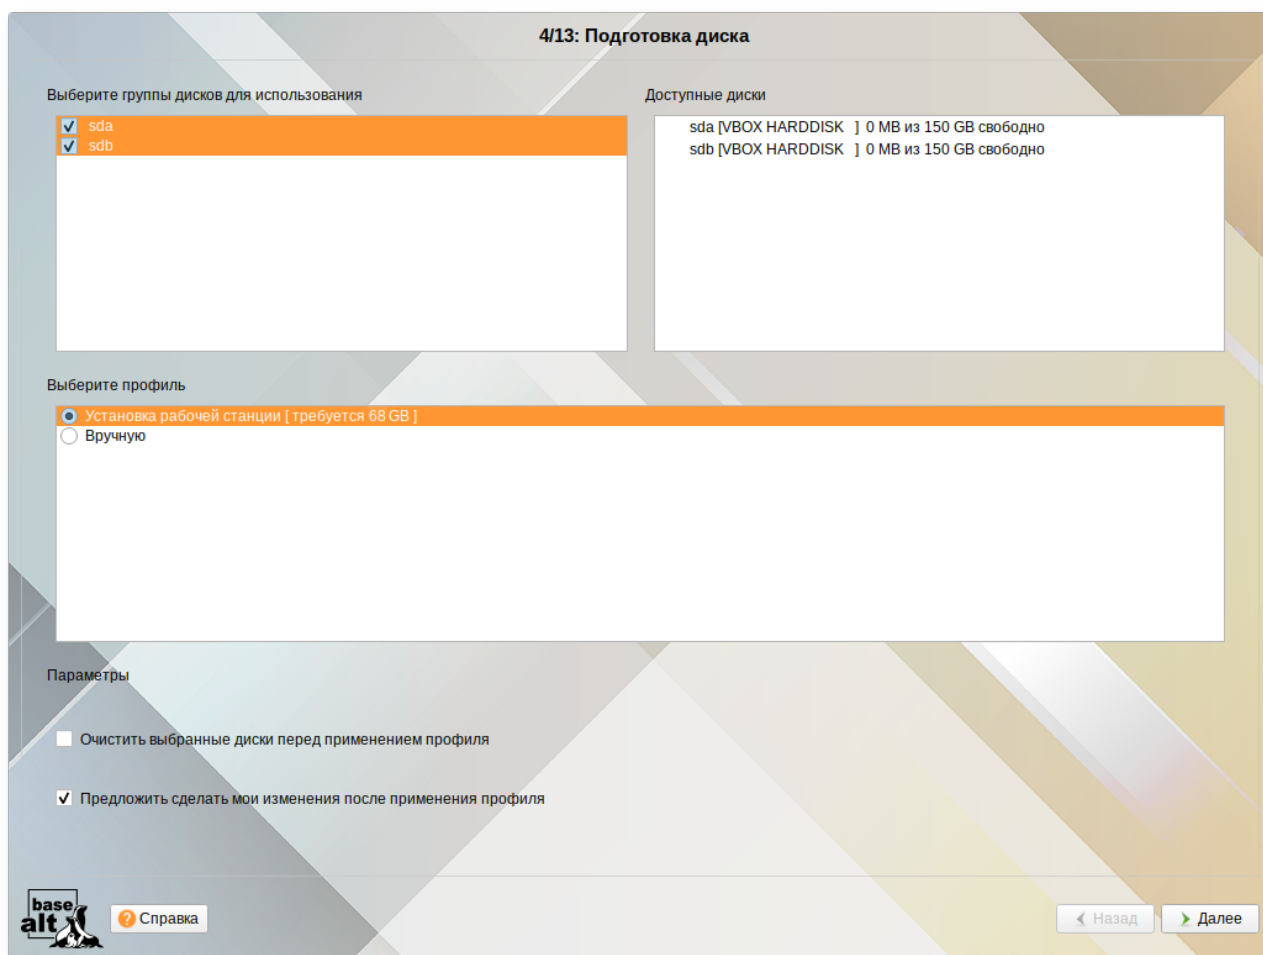 4/13: Подготовка диска
Выберите группы дисков для использования
sda
sdb
Доступные диски
sda [VBOX HARDDISK   ]  0 MB из 150 GB свободно
sdb [VBOX HARDDISK   ]  0 MB из 150 GB свободно
Выберите профиль
Установка рабочей станции [ требуется 68 GB ]
Вручную
Параметры
Очистить выбранные диски перед применением профиля
Предложить сделать мои изменения после применения профиля
base
alt
Справка
Назад
Далее